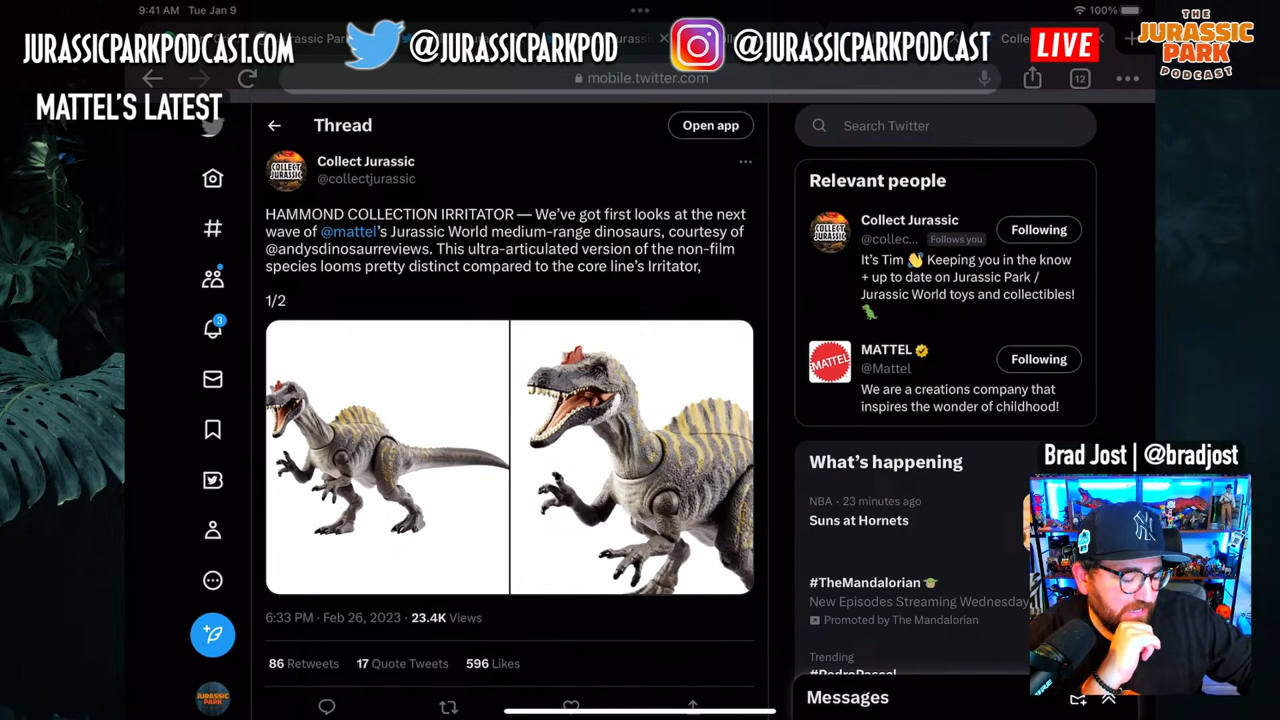 9:41 AM Tue Jan 9
100%
JURASSICPARKPODCAST.COM
@JURASSICPARKPOD
@JURASSICPARKPODCAST
LIVE
THE
JURASSIC
PARK
PODCAST
mobile.twitter.com
12
MATTEL'S LATEST
Thread
Open app
Search Twitter
Collect Jurassic
@collectjurassic
HAMMOND COLLECTION IRRITATOR — We've got first looks at the next
wave of @mattel's Jurassic World medium-range dinosaurs, courtesy of
@andysdinosaurreviews. This ultra-articulated version of the non-film
species looms pretty distinct compared to the core line's Irritator,
1/2
6:33 PM · Feb 26, 2023 · 23.4K Views
86 Retweets 17 Quote Tweets 596 Likes
3
Relevant people
COLLECT
JURASSIC
Collect Jurassic
@collec... Follows you
Following
It's Tim 👋 Keeping you in the know
+ up to date on Jurassic Park /
Jurassic World toys and collectibles!
MATTEL
MATTEL
@Mattel
Following
We are a creations company that
inspires the wonder of childhood!
What's happening
NBA · 23 minutes ago
Suns at Hornets
#TheMandalorian
New Episodes Streaming Wednesday
Promoted by The Mandalorian
Trending
#PedroPascal
Messages
Brad Jost | @bradjost